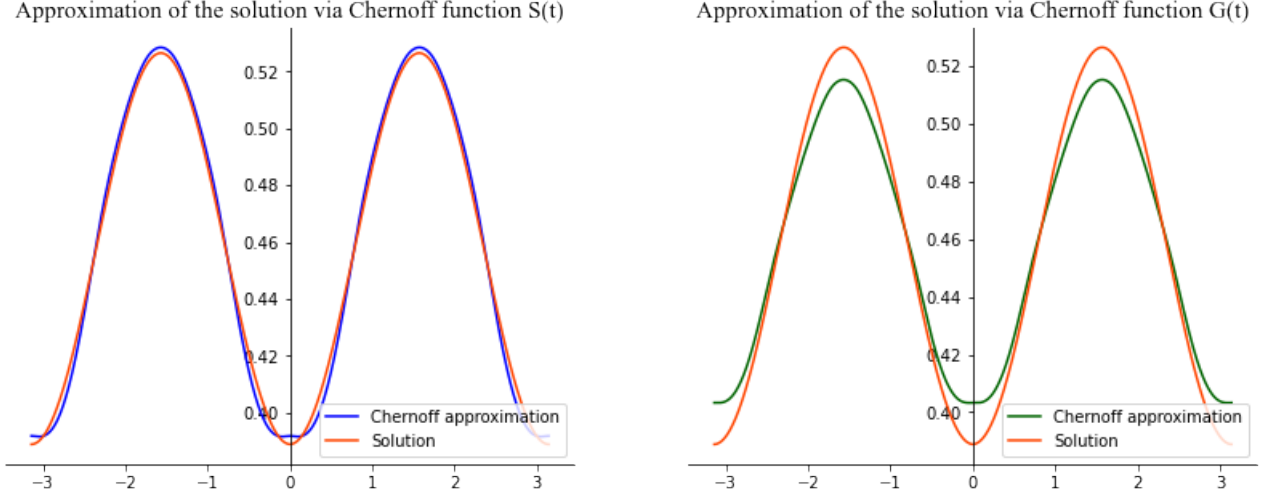 Approximation of the solution via Chernoff function S(t)
0.52
0.50
0.48
0.46
0.44
0.42
0.40
Chernoff approximation
Solution
−3 −2 −1 0 1 2 3
Approximation of the solution via Chernoff function G(t)
0.52
0.50
0.48
0.46
0.44
0.42
0.40
Chernoff approximation
Solution
−3 −2 −1 0 1 2 3